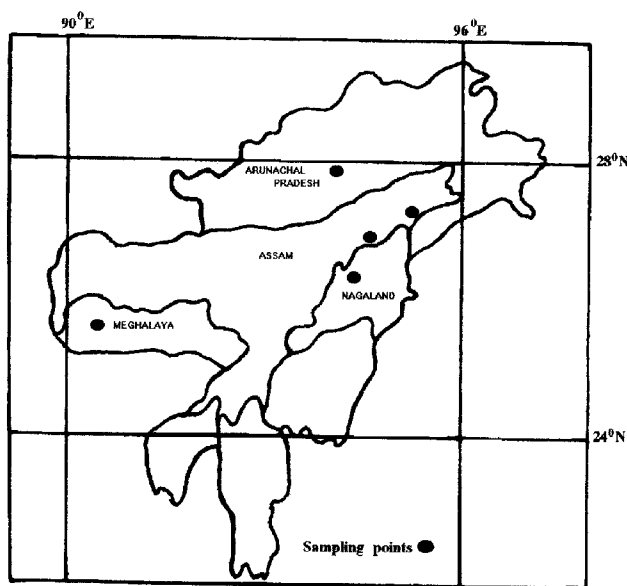 90⁰E
96⁰E
28⁰N
ARUNACHAL
PRADESH
ASSAM
NAGALAND
MEGHALAYA
24⁰N
Sampling points